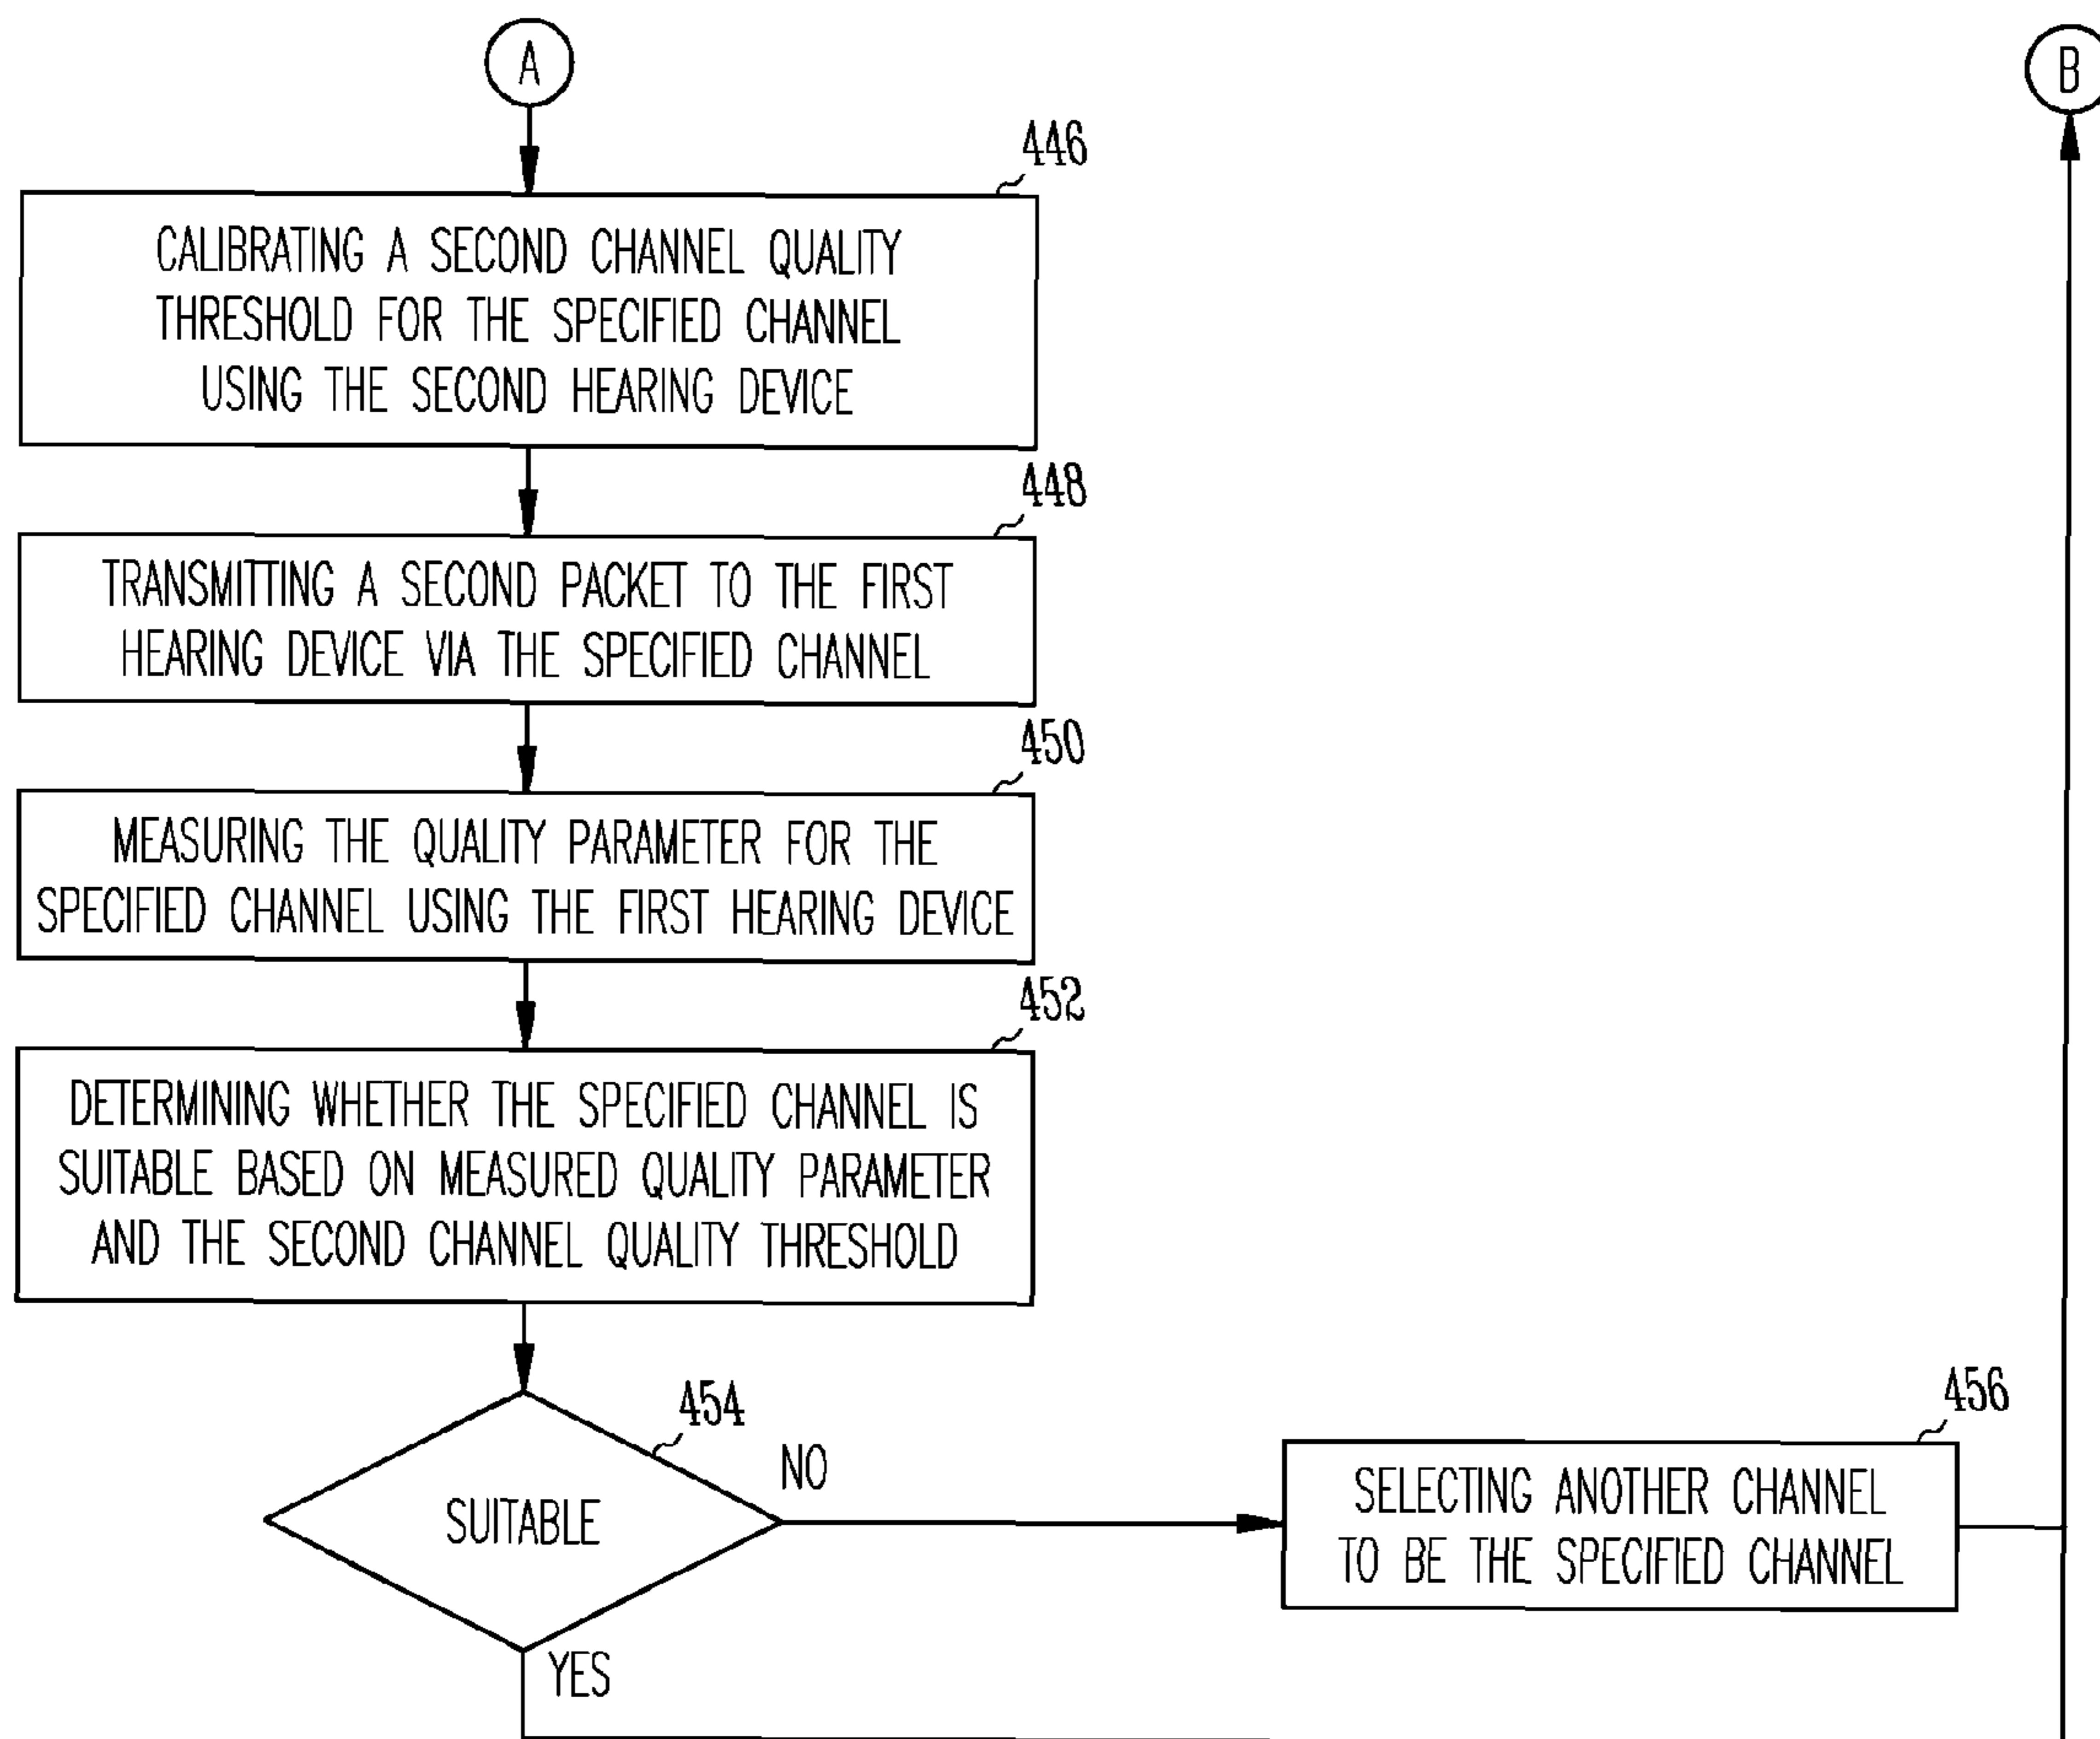 A
B
446
CALIBRATING A SECOND CHANNEL QUALITY
THRESHOLD FOR THE SPECIFIED CHANNEL
USING THE SECOND HEARING DEVICE
448
TRANSMITTING A SECOND PACKET TO THE FIRST
HEARING DEVICE VIA THE SPECIFIED CHANNEL
450
MEASURING THE QUALITY PARAMETER FOR THE
SPECIFIED CHANNEL USING THE FIRST HEARING DEVICE
452
DETERMINING WHETHER THE SPECIFIED CHANNEL IS
SUITABLE BASED ON MEASURED QUALITY PARAMETER
AND THE SECOND CHANNEL QUALITY THRESHOLD
454
SUITABLE
NO
YES
456
SELECTING ANOTHER CHANNEL
TO BE THE SPECIFIED CHANNEL